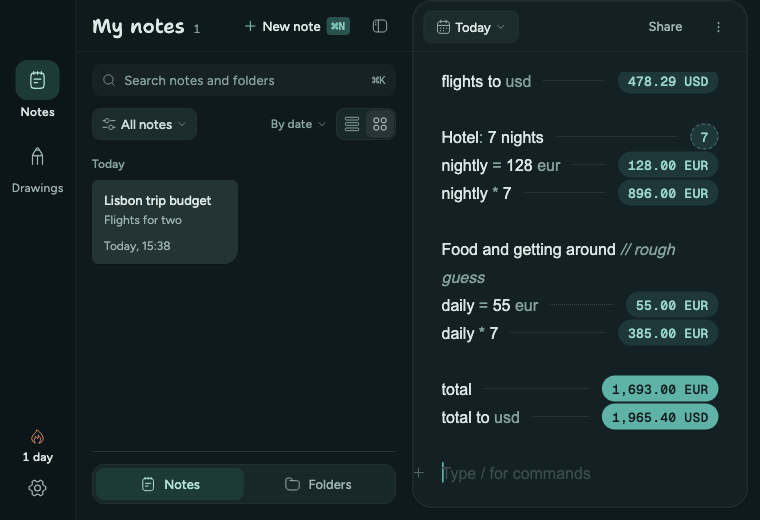 My notes 1
+ New note ⌘N
Search notes and folders ⌘K
All notes
By date
Today
Lisbon trip budget
Flights for two
Today, 15:38
Notes
Drawings
1 day
Notes
Folders
Today
Share
flights to usd 478.29 USD
Hotel: 7 nights 7
nightly = 128 eur 128.00 EUR
nightly * 7 896.00 EUR
Food and getting around // rough
guess
daily = 55 eur 55.00 EUR
daily * 7 385.00 EUR
total 1,693.00 EUR
total to usd 1,965.40 USD
+ Type / for commands